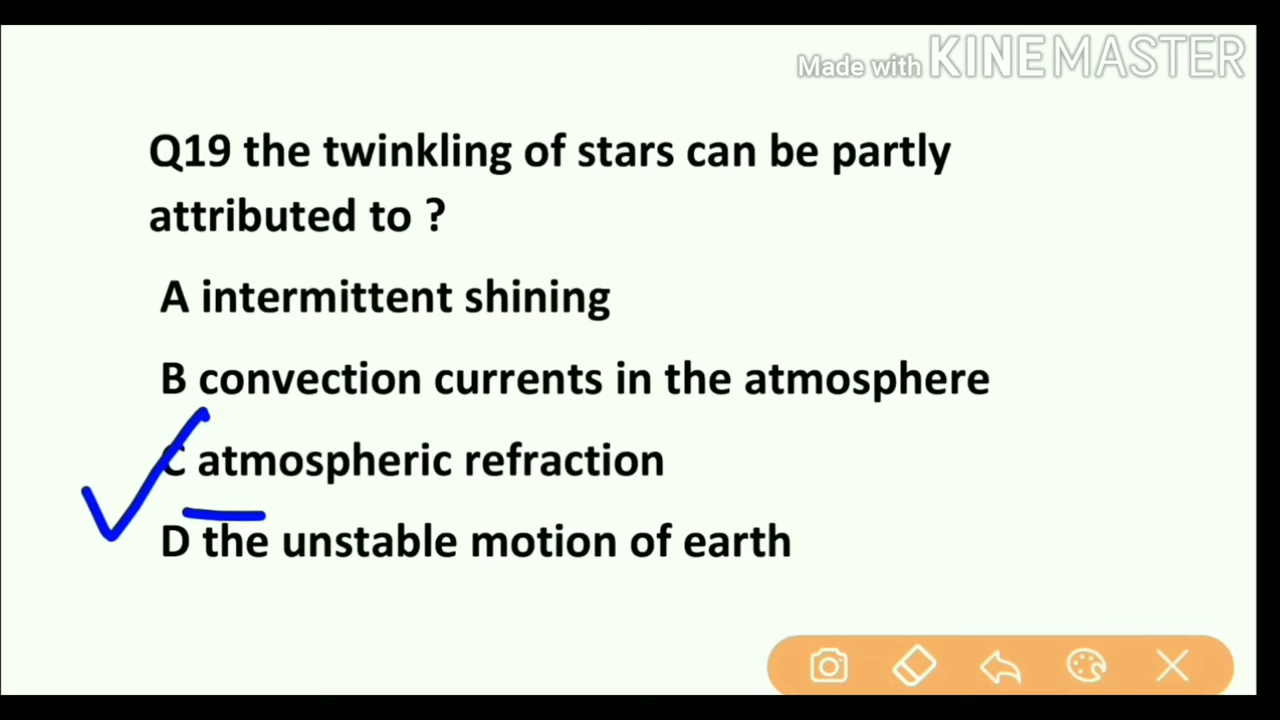 Made with KINEMASTER
Q19 the twinkling of stars can be partly
attributed to ?
A intermittent shining
B convection currents in the atmosphere
C atmospheric refraction
D the unstable motion of earth